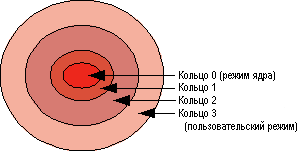 Кольцо 0 (режим ядра)
Кольцо 1
Кольцо 2
Кольцо 3
(пользовательский режим)